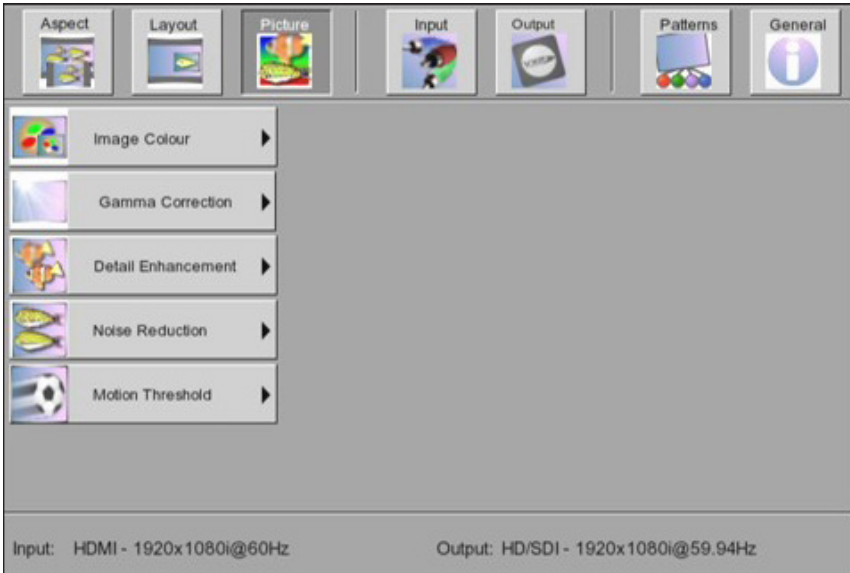 Aspect Layout Picture Input Output Patterns General
Image Colour
Gamma Correction
Detail Enhancement
Noise Reduction
Motion Threshold
Input: HDMI - 1920x1080i@60Hz Output: HD/SDI - 1920x1080i@59.94Hz